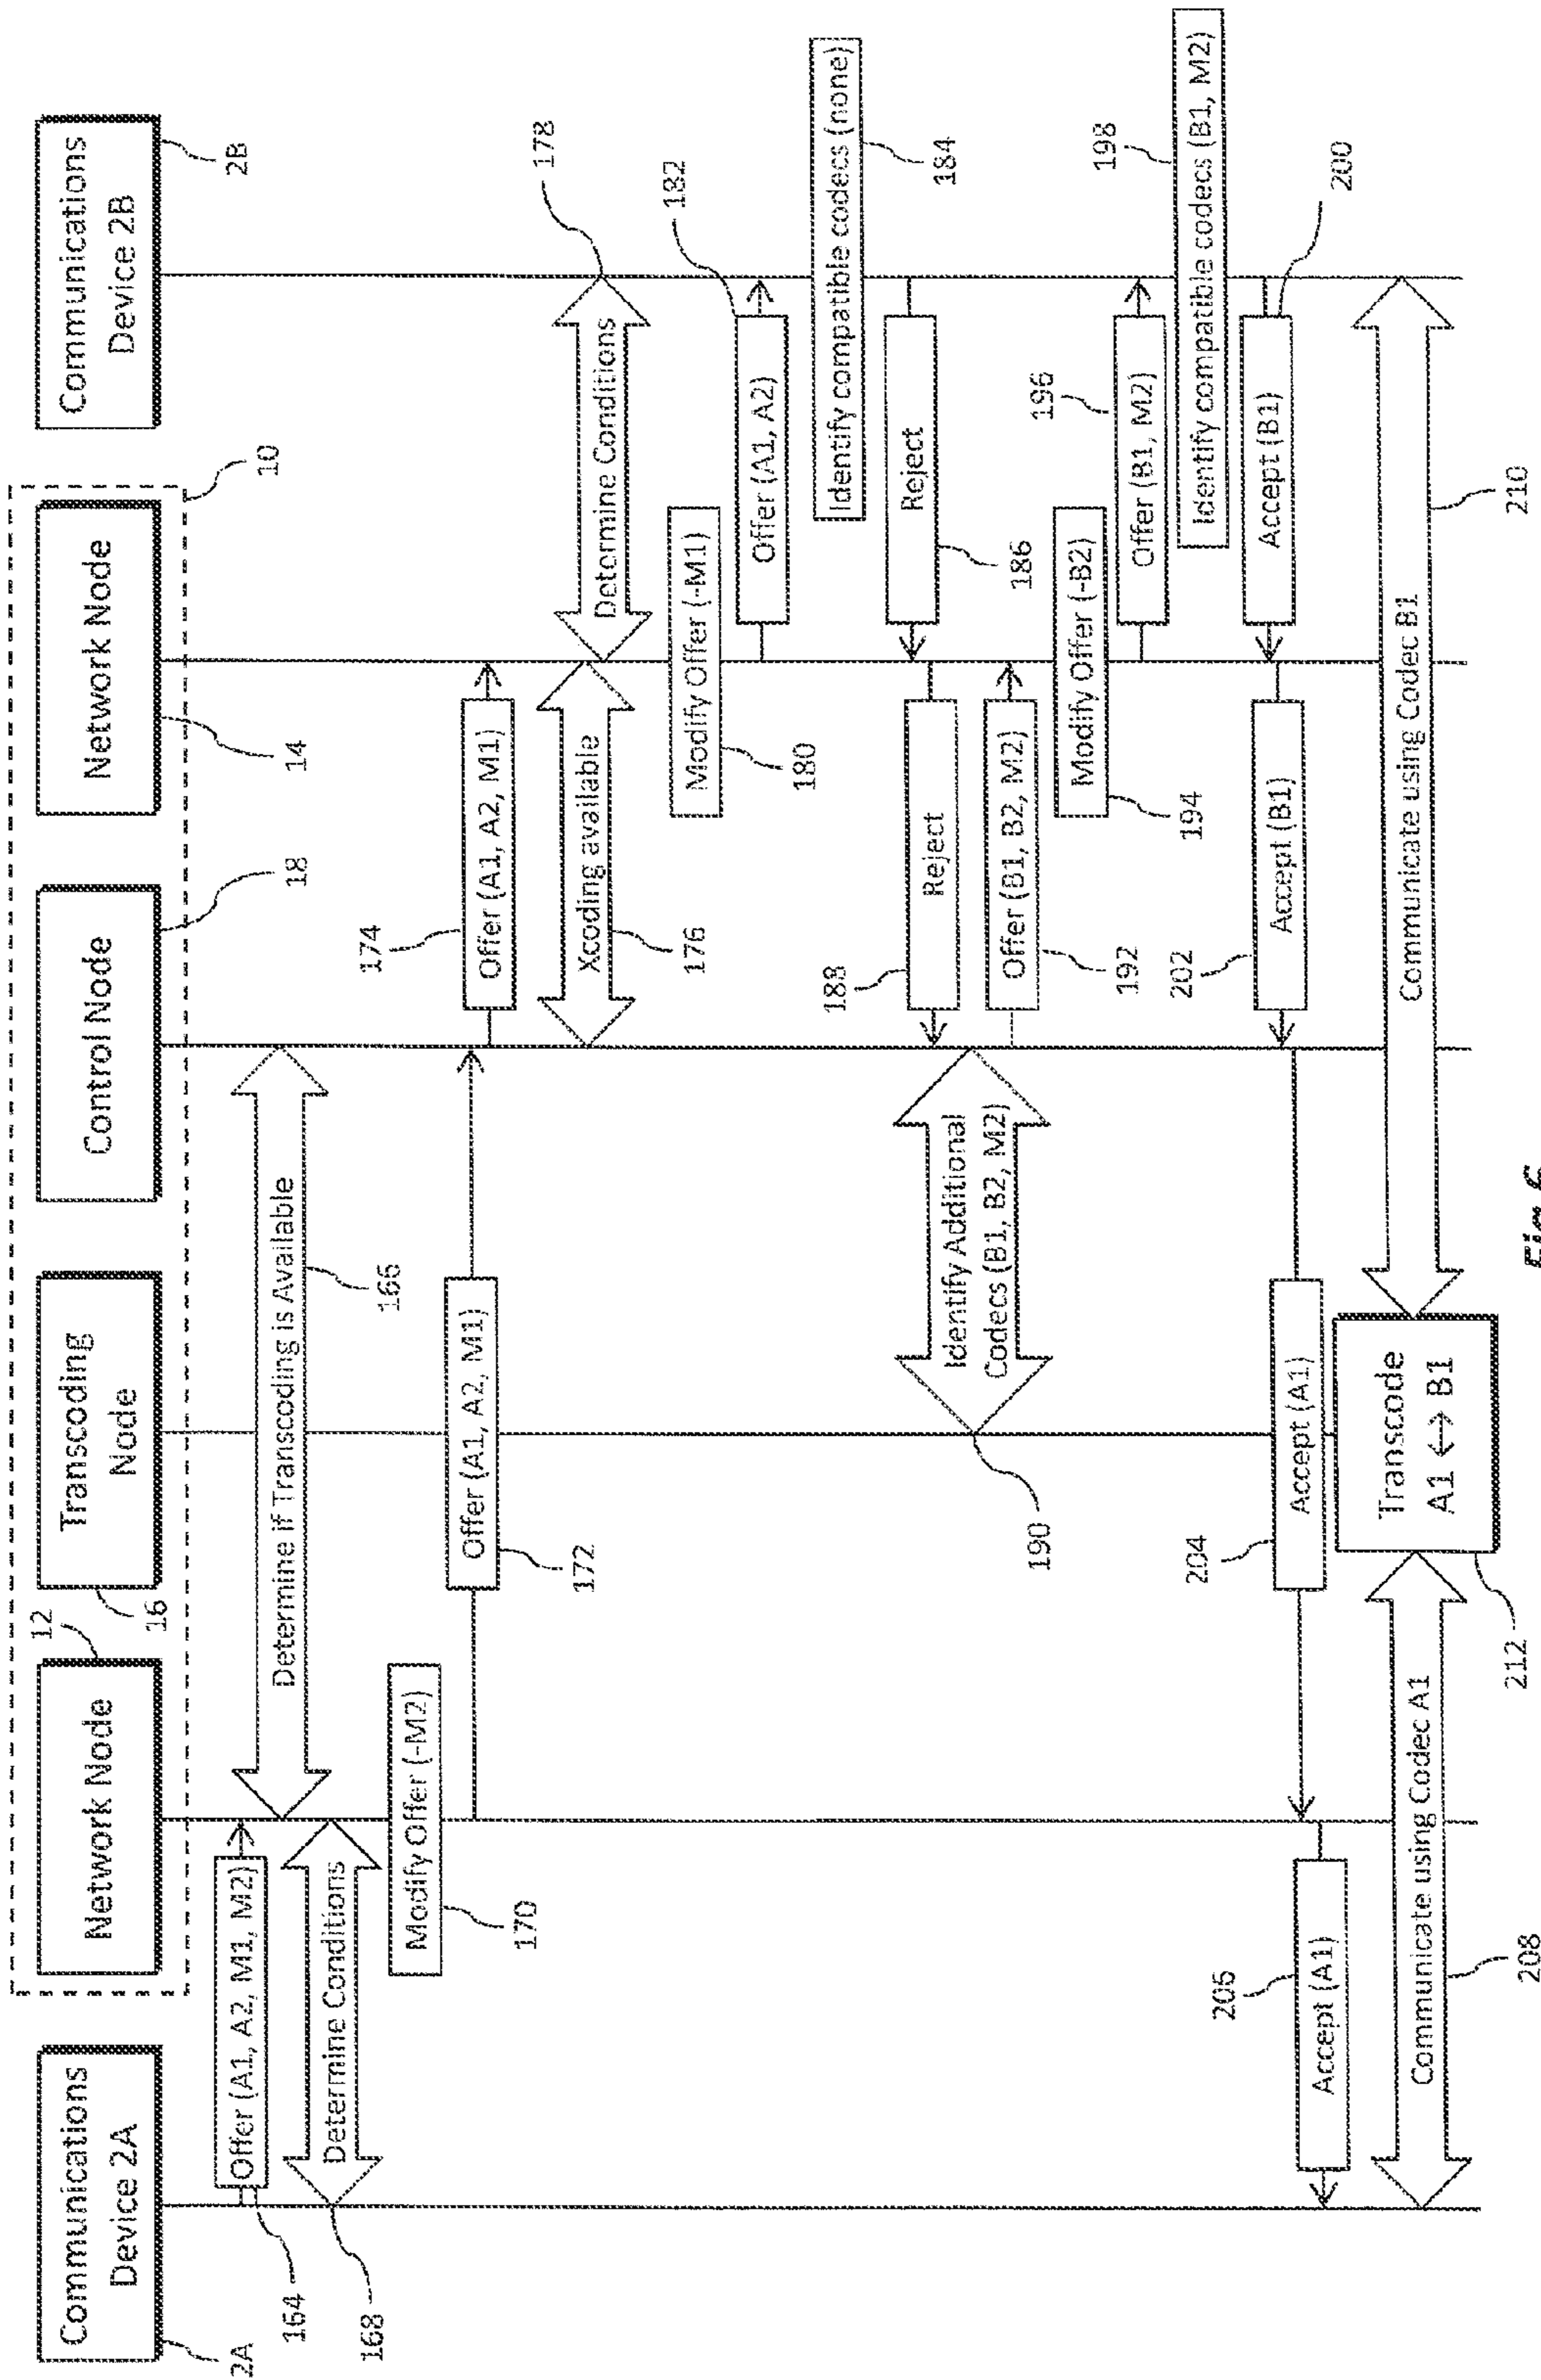 Communications
Device 2A
2A
Network Node
12
Transcoding
Node
16
Control Node
18
Network Node
14
10
Communications
Device 2B
2B
Offer (A1, A2, M1, M2)
164
Determine if Transcoding is Available
166
Determine Conditions
168
Modify Offer (-M2)
170
Offer (A1, A2, M1)
172
174
Offer (A1, A2, M1)
Xcoding available
176
Determine Conditions
178
Modify Offer (-M1)
180
Offer (A1, A2)
182
Identify compatible codecs (none)
184
Reject
186
Reject
188
Identify Additional
Codecs (B1, B2, M2)
190
Offer (B1, B2, M2)
192
Modify Offer (-B2)
194
Offer (B1, M2)
196
Identify compatible codecs (B1, M2)
198
Accept (B1)
200
Accept (B1)
202
Accept (A1)
204
Accept (A1)
206
Communicate using Codec A1
208
Communicate using Codec B1
210
Transcode
A1 ↔ B1
212
Fig. 6